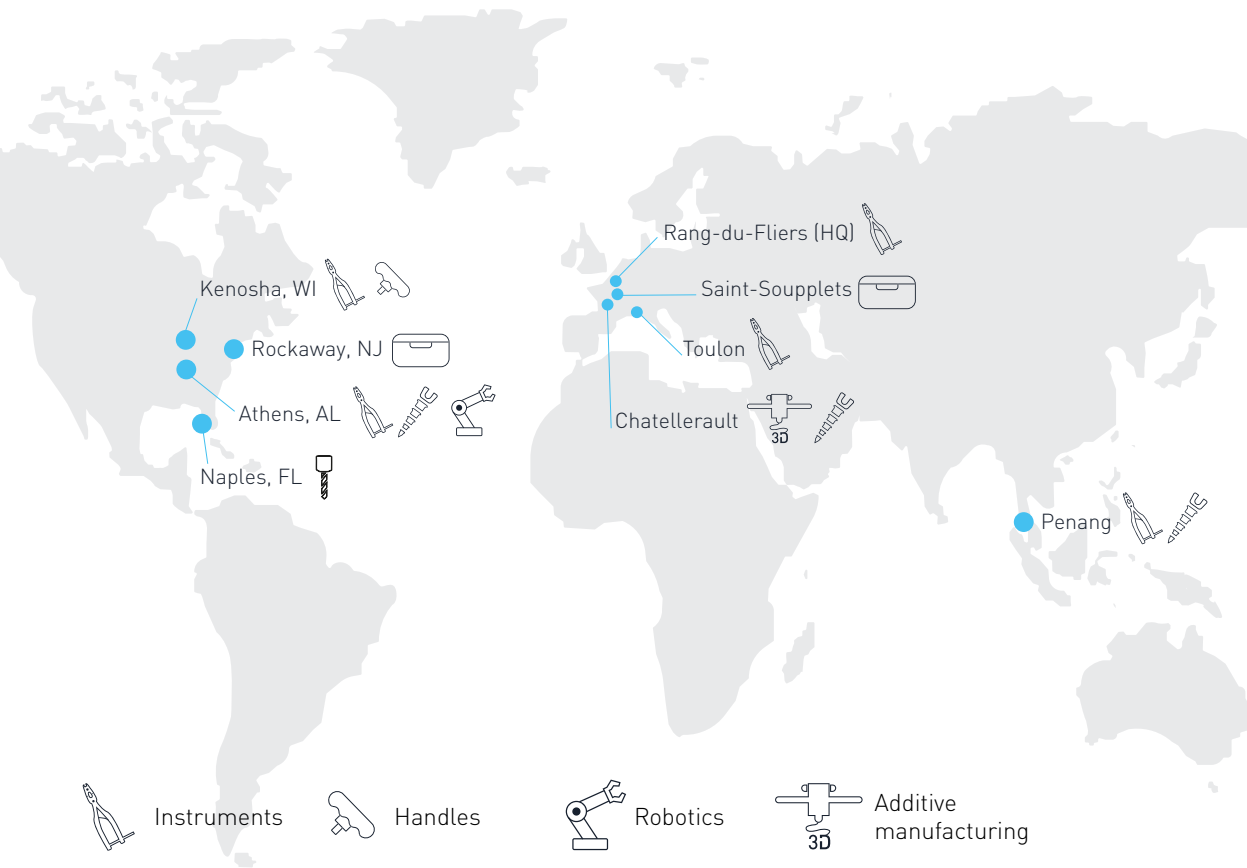 Rang-du-Fliers (HQ)
Kenosha, WI
Saint-Soupplets
Rockaway, NJ
Toulon
Athens, AL
Chatellerault
3D
Naples, FL
Penang
Instruments
Handles
Robotics
Additive
manufacturing
3D